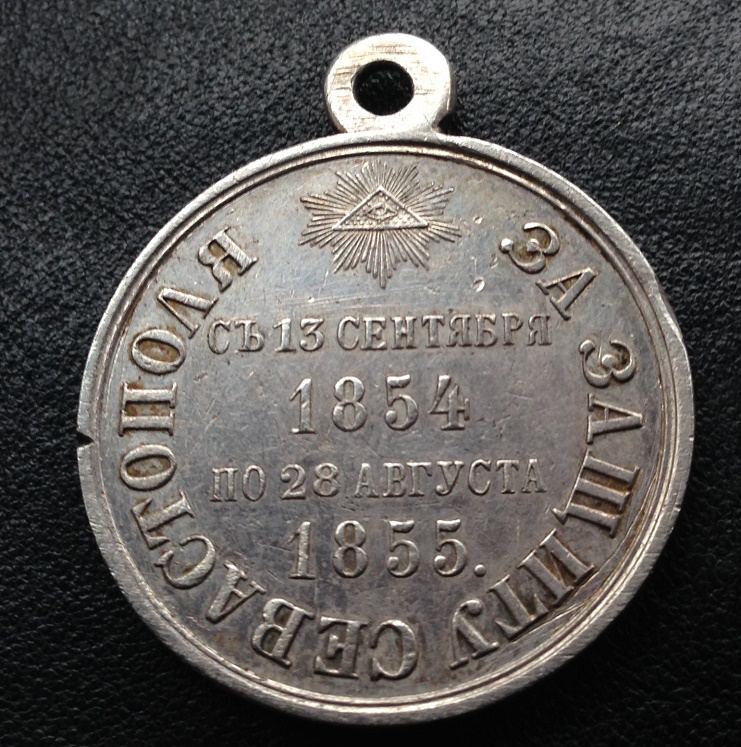 ЗА ЗАЩИТУ СЕВАСТОПОЛЯ
СЪ 13 СЕНТЯБРЯ
1854
ПО 28 АВГУСТА
1855.